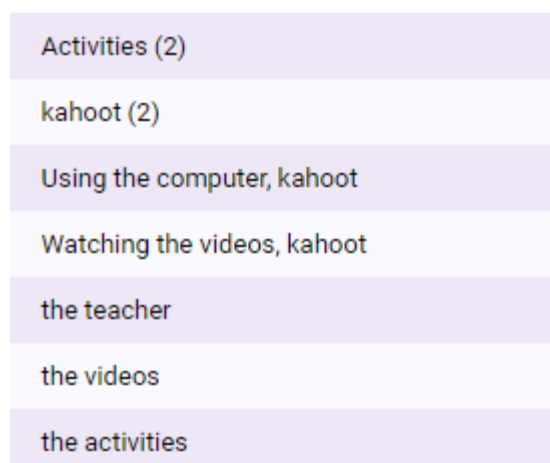 Activities (2)
kahoot (2)
Using the computer, kahoot
Watching the videos, kahoot
the teacher
the videos
the activities